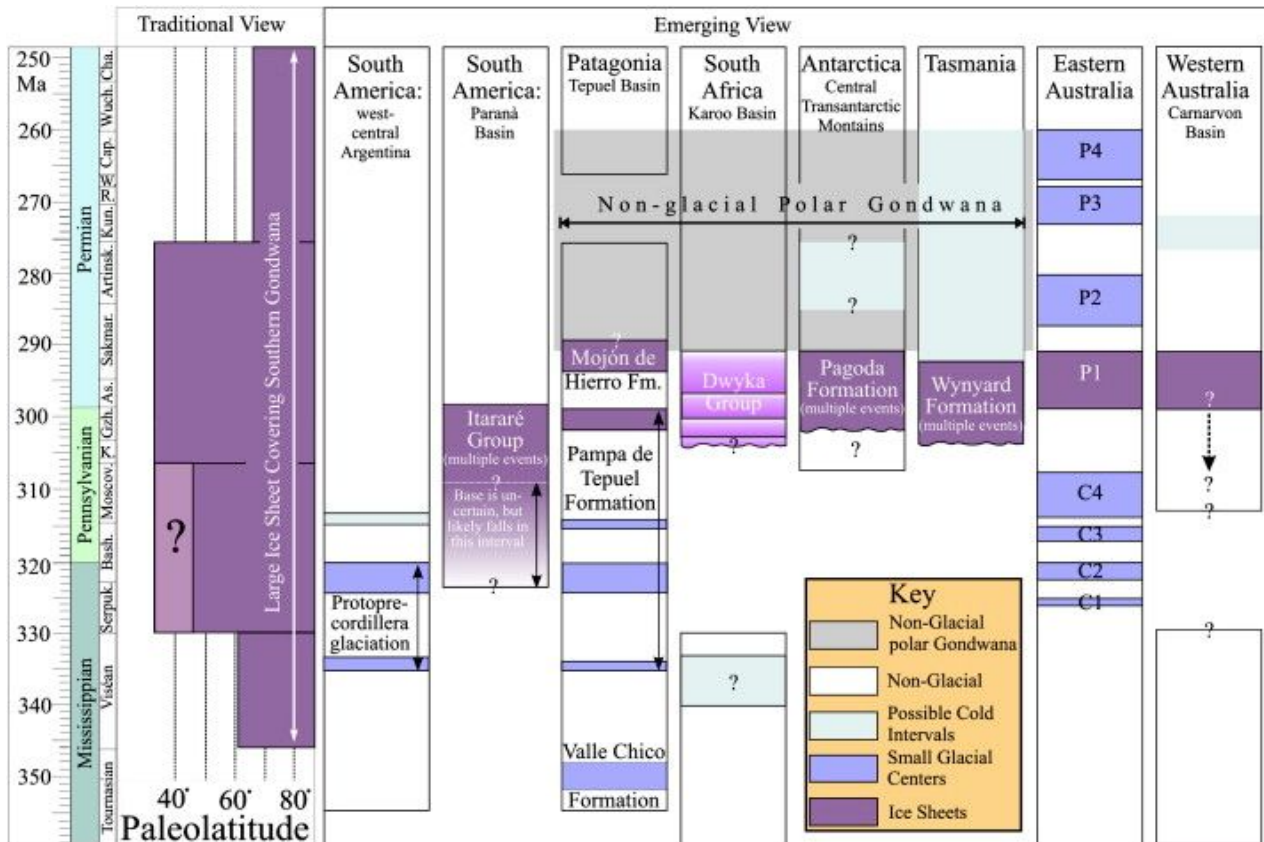 Traditional View
Emerging View
250
Ma
260
270
280
290
300
310
320
330
340
350
Permian
Pennsylvanian
Mississippian
Cha.
Wuch.
Cap.
W.
R.
Kun.
Artinsk.
Sakmar.
As.
Gzh.
K.
Moscov.
Bash.
Serpuk.
Viséan
Tournasian
Large Ice Sheet Covering Southern Gondwana
?
40°
60°
80°
Paleolatitude
South
America:
west-
central
Argentina
Protopre-
cordillera
glaciation
South
America:
Paranà
Basin
Itararé
Group
(multiple events)
?
Base is un-
certain, but
likely falls in
this interval
?
Patagonia
Tepuel Basin
?
Mojón de
Hierro Fm.
Pampa de
Tepuel
Formation
Valle Chico
Formation
South
Africa
Karoo Basin
Dwyka
Group
?
?
Antarctica
Central
Transantarctic
Montains
Non-glacial Polar Gondwana
?
?
Pagoda
Formation
(multiple events)
?
Tasmania
Wynyard
Formation
(multiple events)
Eastern
Australia
P4
P3
P2
P1
C4
C3
C2
C1
Western
Australia
Carnarvon
Basin
?
?
?
?
Key
Non-Glacial
polar Gondwana
Non-Glacial
Possible Cold
Intervals
Small Glacial
Centers
Ice Sheets